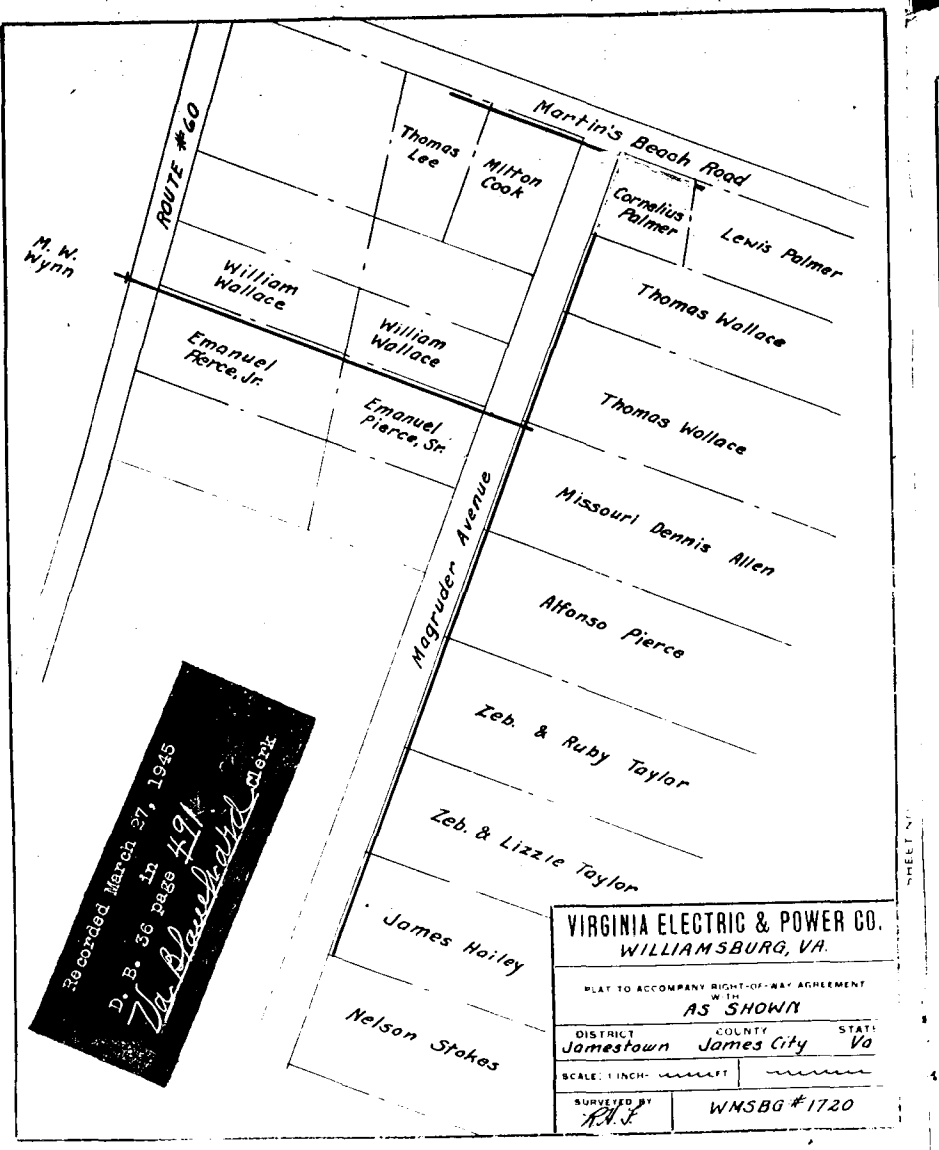 Martin's Beach Road
ROUTE #60
Thomas
Lee
Milton
Cook
Cornelius
Palmer
Lewis Palmer
M. W.
Wynn
William
Wallace
William
Wallace
Thomas Wallace
Emanuel
Pierce, Jr.
Emanuel
Pierce, Sr.
Thomas Wallace
Magruder Avenue
Missouri Dennis Allen
Alfonso Pierce
Zeb. & Ruby Taylor
Zeb. & Lizzie Taylor
James Hailey
Nelson Stokes
Recorded March 27, 1945
in
D. B. 36 page 491
Clerk
VIRGINIA ELECTRIC & POWER CO.
WILLIAMSBURG, VA.
PLAT TO ACCOMPANY RIGHT-OF-WAY AGREEMENT
WITH
AS SHOWN
DISTRICT COUNTY STATE
Jamestown James City Va
SCALE: 1 INCH- FT
SURVEYED BY
R.H.F.
WMSBG #1720
SHEET NO